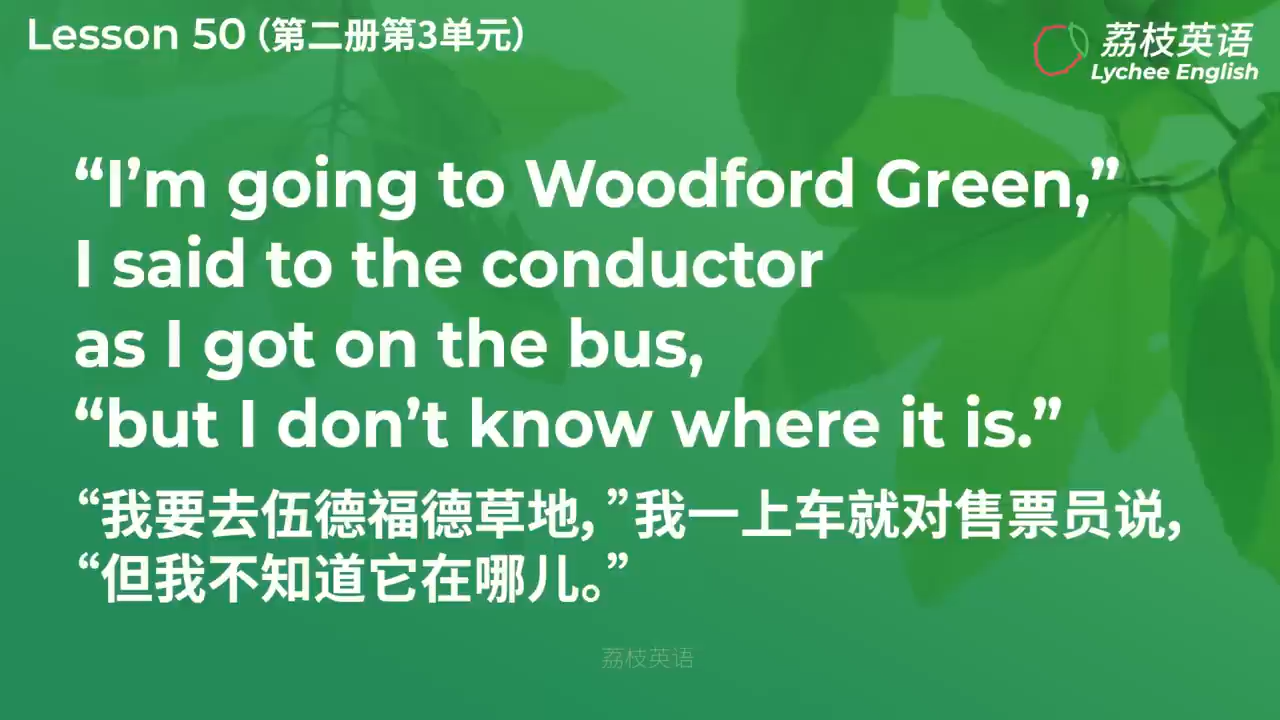 Lesson 50（第二册第3单元）
荔枝英语
Lychee English
“I’m going to Woodford Green,”
I said to the conductor
as I got on the bus,
“but I don’t know where it is.”
“我要去伍德福德草地，”我一上车就对售票员说，
“但我不知道它在哪儿。”
荔枝英语